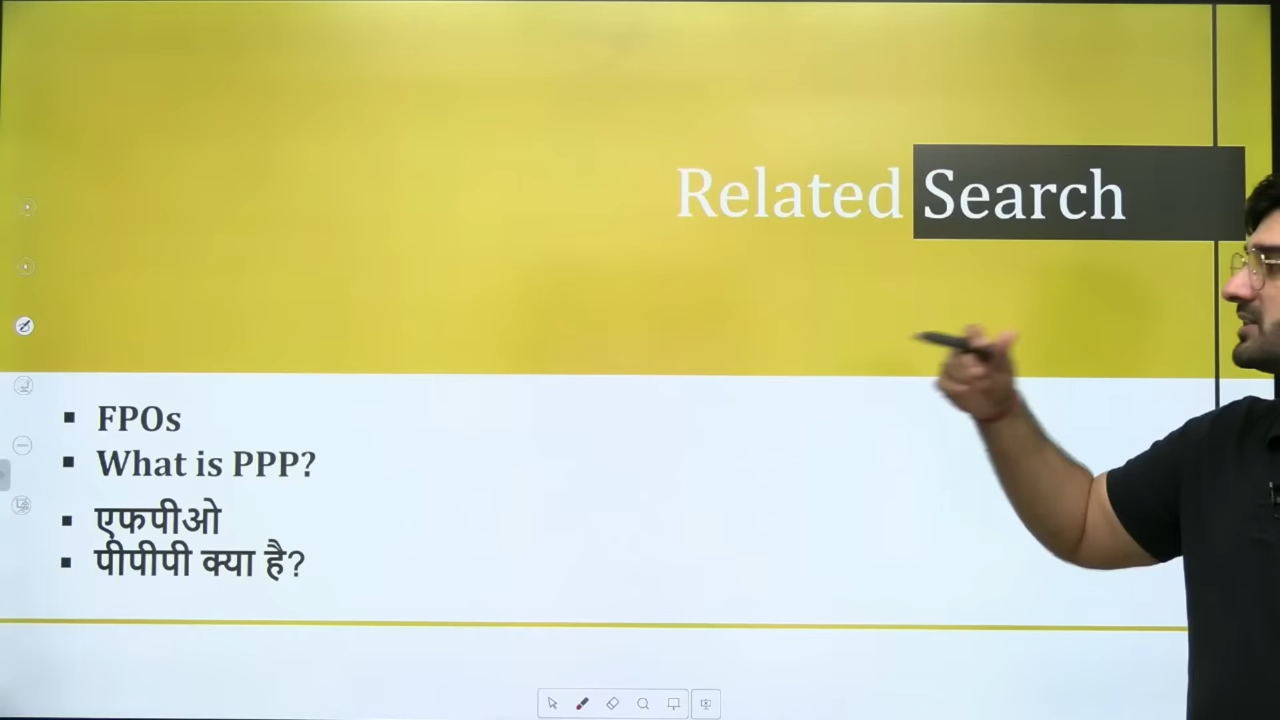 Related Search
FPOs
What is PPP?
एफपीओ
पीपीपी क्या है?